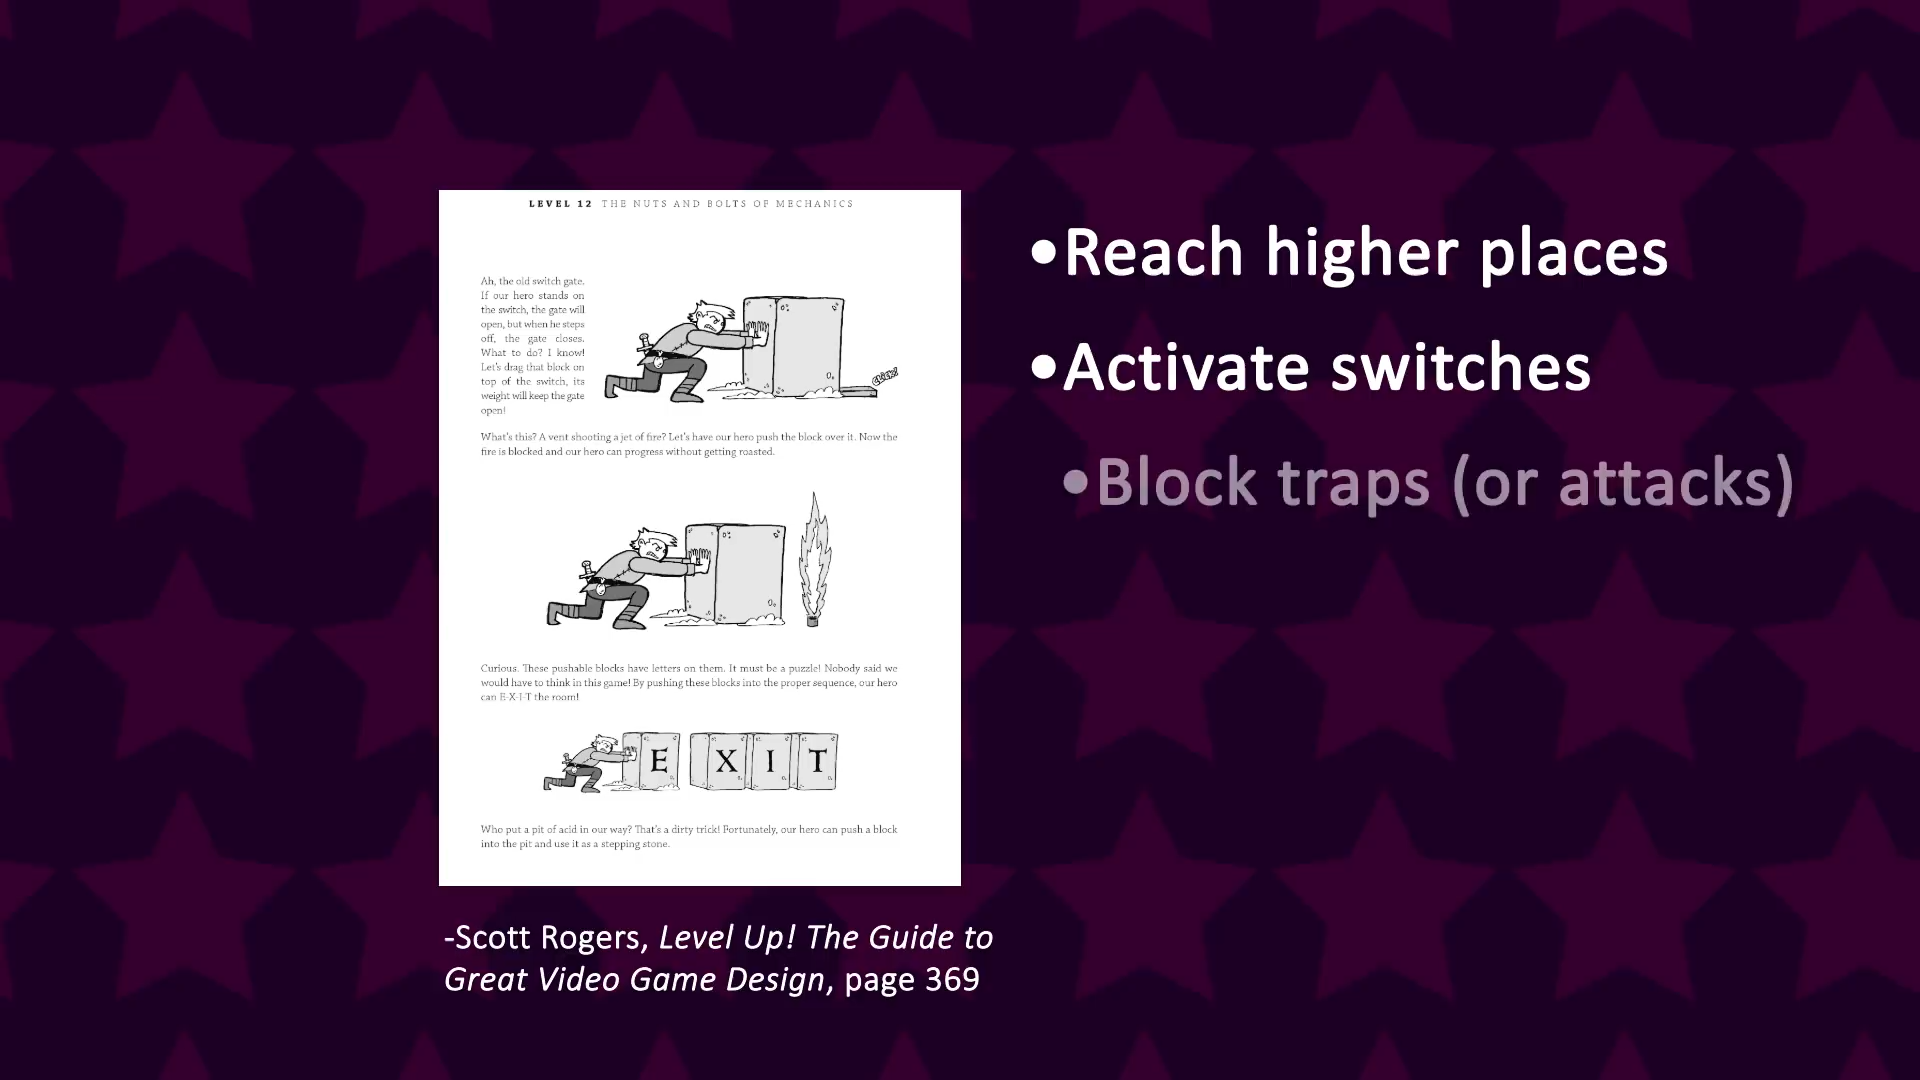 LEVEL 12 THE NUTS AND BOLTS OF MECHANICS
Ah, the old switch gate.
If our hero stands on
the switch, the gate will
open, but when he steps
off, the gate closes.
What to do? I know!
Let's drag that block on
top of the switch, its
weight will keep the gate
open!
CLICK!
What's this? A vent shooting a jet of fire? Let's have our hero push the block over it. Now the
fire is blocked and our hero can progress without getting roasted.
Curious. These pushable blocks have letters on them. It must be a puzzle! Nobody said we
would have to think in this game! By pushing these blocks into the proper sequence, our hero
can E-X-I-T the room!
E X I T
Who put a pit of acid in our way? That's a dirty trick! Fortunately, our hero can push a block
into the pit and use it as a stepping stone.
-Scott Rogers, Level Up! The Guide to
Great Video Game Design, page 369
•Reach higher places
•Activate switches
•Block traps (or attacks)